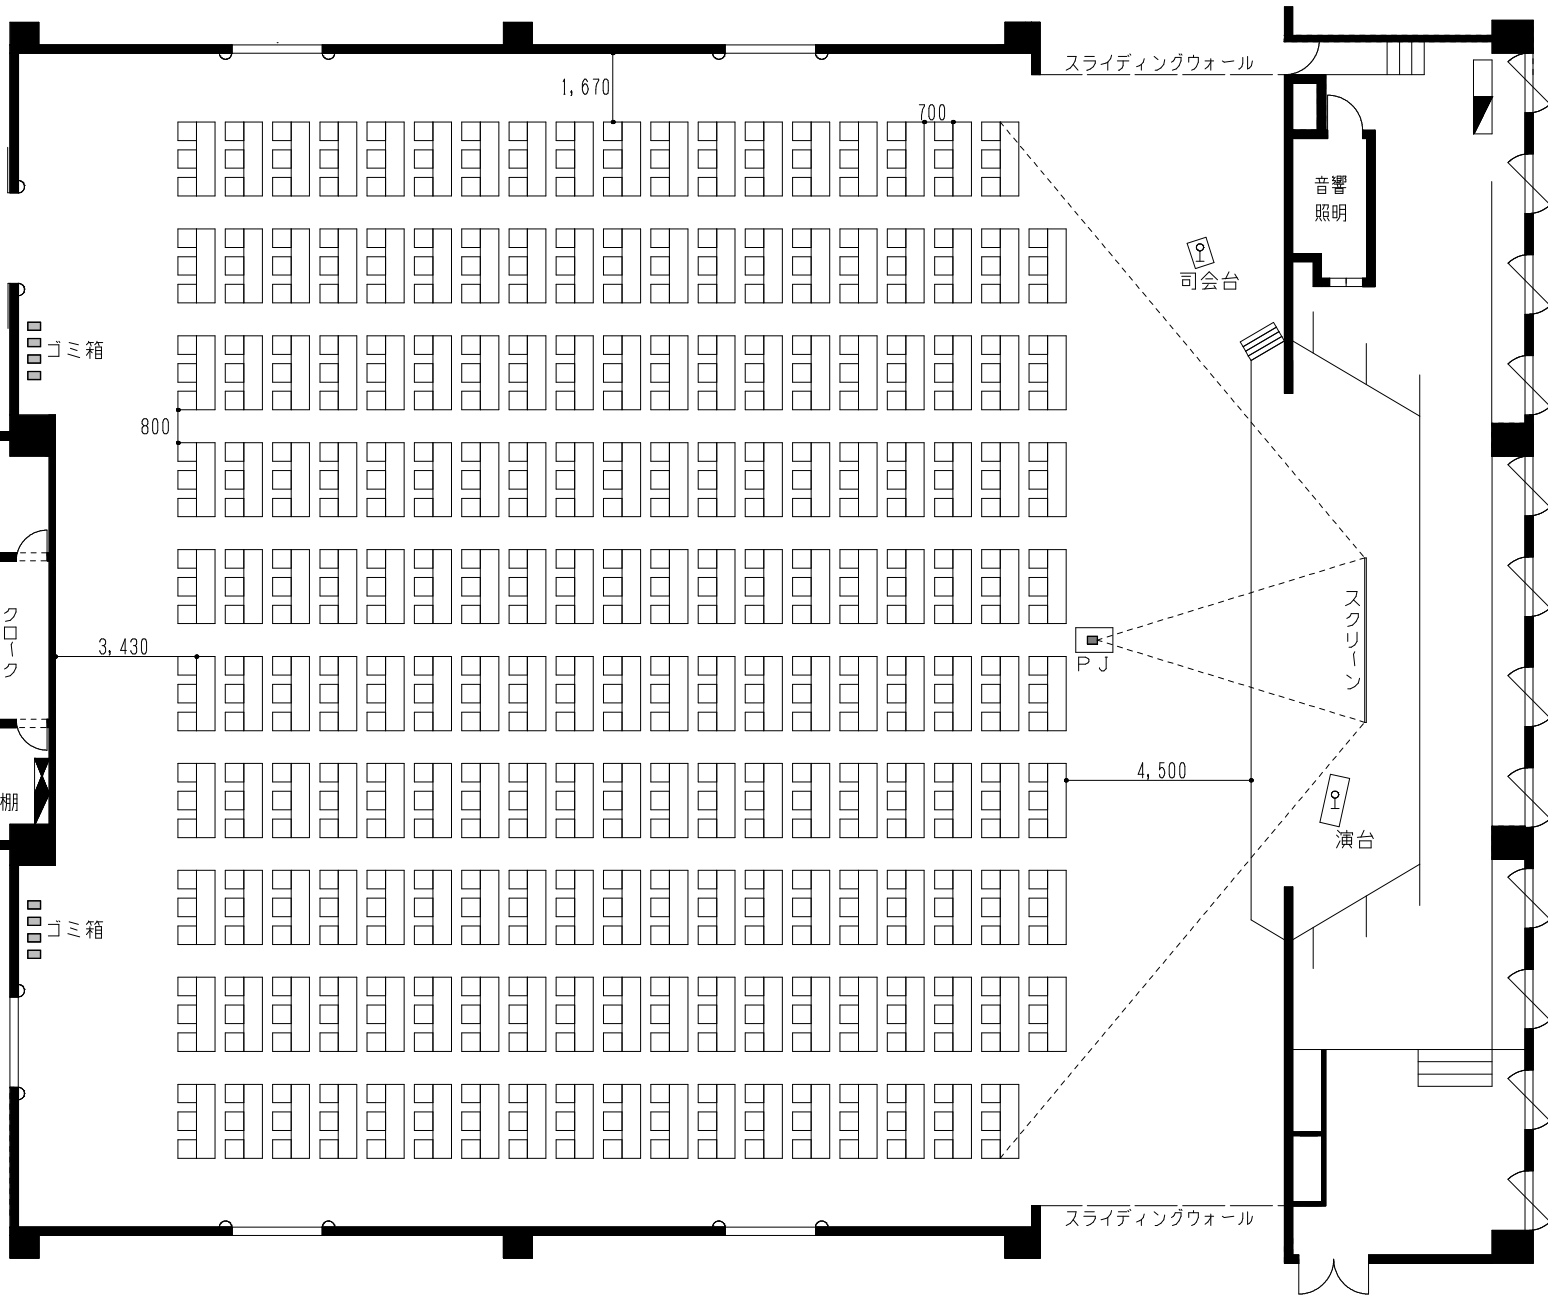 スライディングウォール
1,670
700
音響
照明
司会台
ゴミ箱
800
クローク
スクリーン
3,430
PJ
4,500
棚
演台
ゴミ箱
スライディングウォール